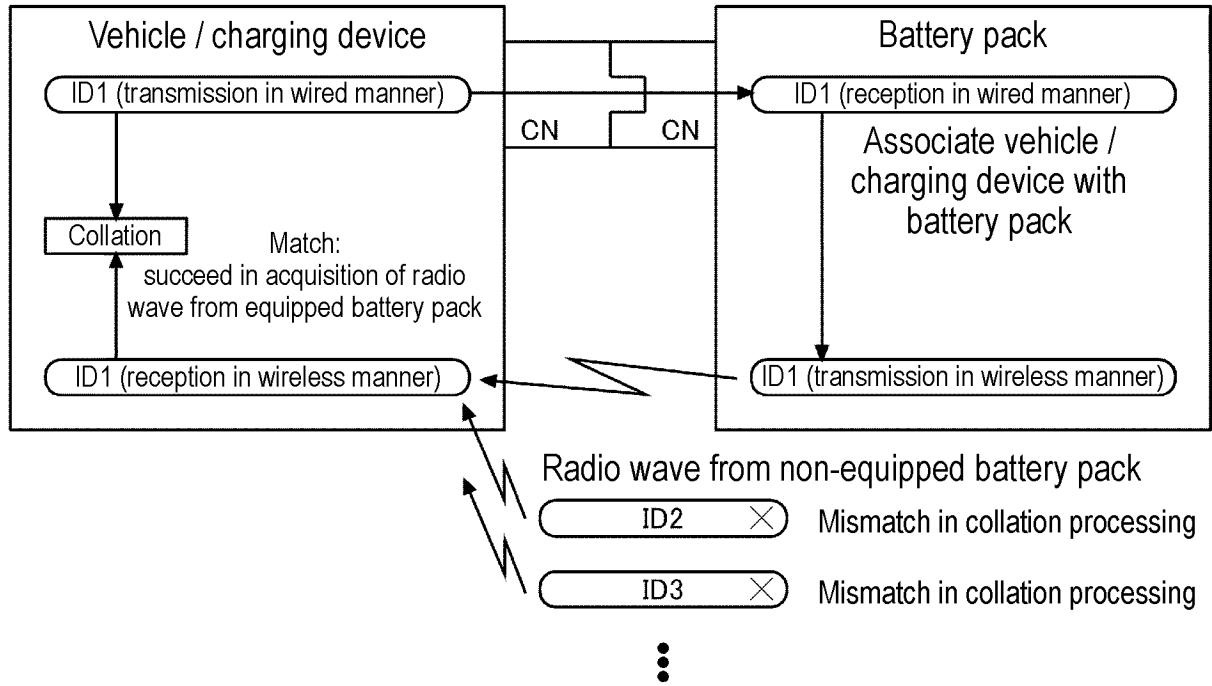 Vehicle / charging device
ID1 (transmission in wired manner)
Collation
Match:
succeed in acquisition of radio
wave from equipped battery pack
ID1 (reception in wireless manner)
CN
CN
Battery pack
ID1 (reception in wired manner)
Associate vehicle /
charging device with
battery pack
ID1 (transmission in wireless manner)
Radio wave from non-equipped battery pack
ID2
Mismatch in collation processing
ID3
Mismatch in collation processing